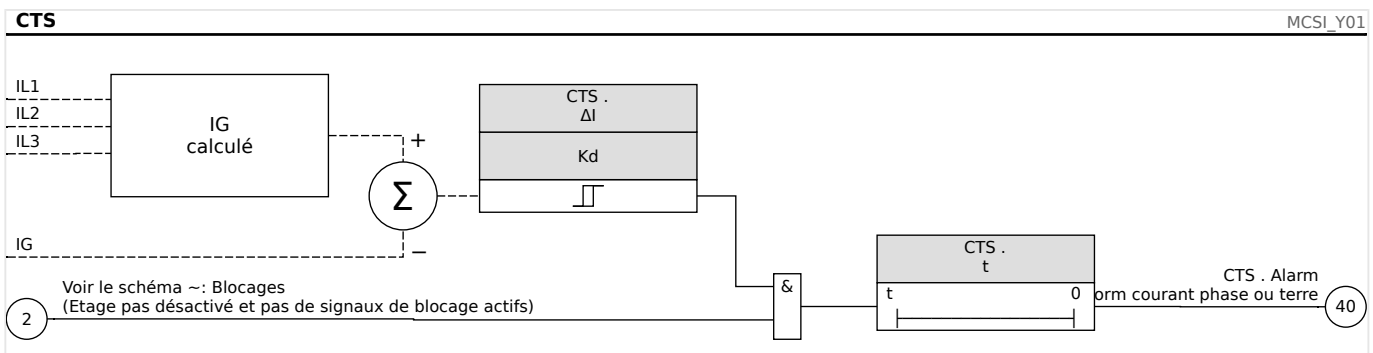 CTS
MCSI_Y01
IL1
IL2
IL3
IG
calculé
+
Σ
−
IG
CTS .
ΔI
Kd
Voir le schéma ~: Blocages
(Etage pas désactivé et pas de signaux de blocage actifs)
2
&
CTS .
t
t 0
CTS . Alarm
orm courant phase ou terre
40